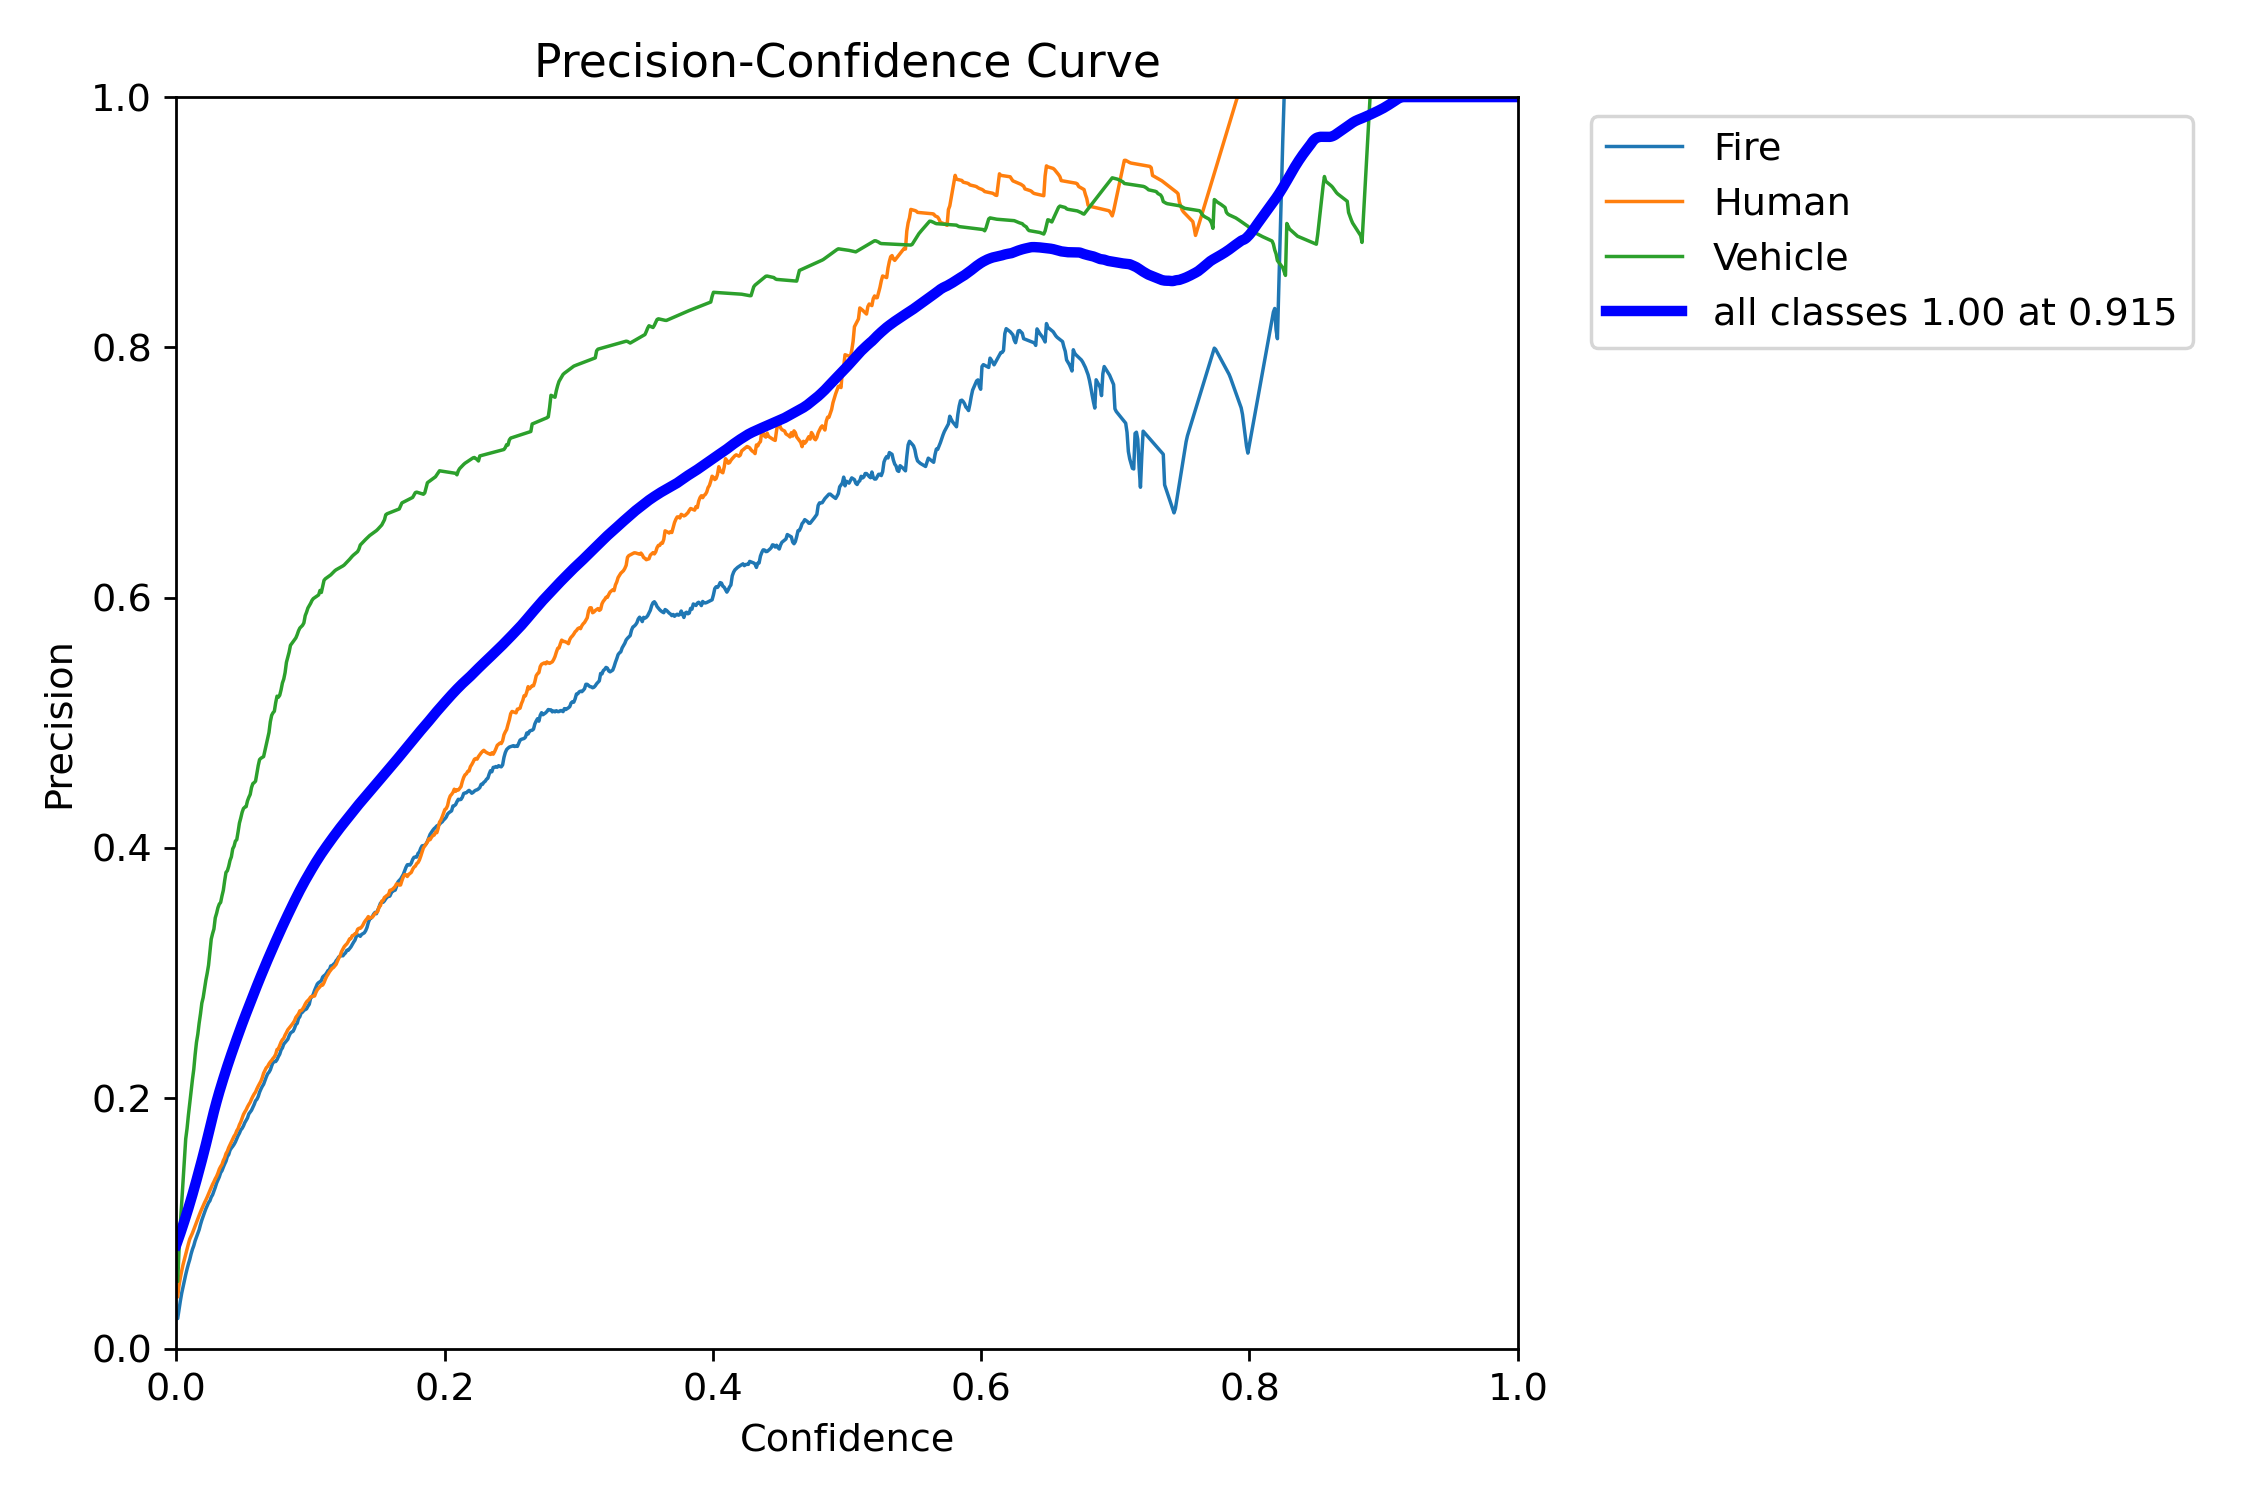 Precision-Confidence Curve
1.0
0.8
0.6
0.4
0.2
0.0
Precision
0.0 0.2 0.4 0.6 0.8 1.0
Confidence
Fire
Human
Vehicle
all classes 1.00 at 0.915